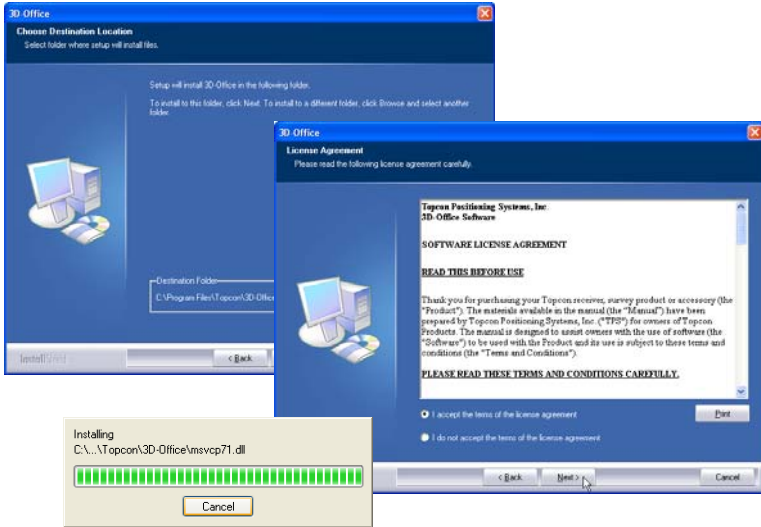 3D-Office
Choose Destination Location
Select folder where setup will install files.
Setup will install 3D-Office in the following folder.
To install to this folder, click Next. To install to a different folder, click Browse and select another
folder.
Destination Folder
C:\Program Files\Topcon\3D-Office
InstallShield
< Back
3D-Office
License Agreement
Please read the following license agreement carefully.
Topcon Positioning Systems, Inc.
3D-Office Software
SOFTWARE LICENSE AGREEMENT
READ THIS BEFORE USE
Thank you for purchasing your Topcon receiver, survey product or accessory (the
"Product"). The materials available in the manual (the "Manual") have been
prepared by Topcon Positioning Systems, Inc. ("TPS") for owners of Topcon
Products. The manual is designed to assist owners with the use of software (the
"Software") to be used with the Product and its use is subject to these terms and
conditions (the "Terms and Conditions").
PLEASE READ THESE TERMS AND CONDITIONS CAREFULLY.
I accept the terms of the license agreement
Print
I do not accept the terms of the license agreement
< Back
Next >
Cancel
Installing
C:\...\Topcon\3D-Office\msvcp71.dll
Cancel